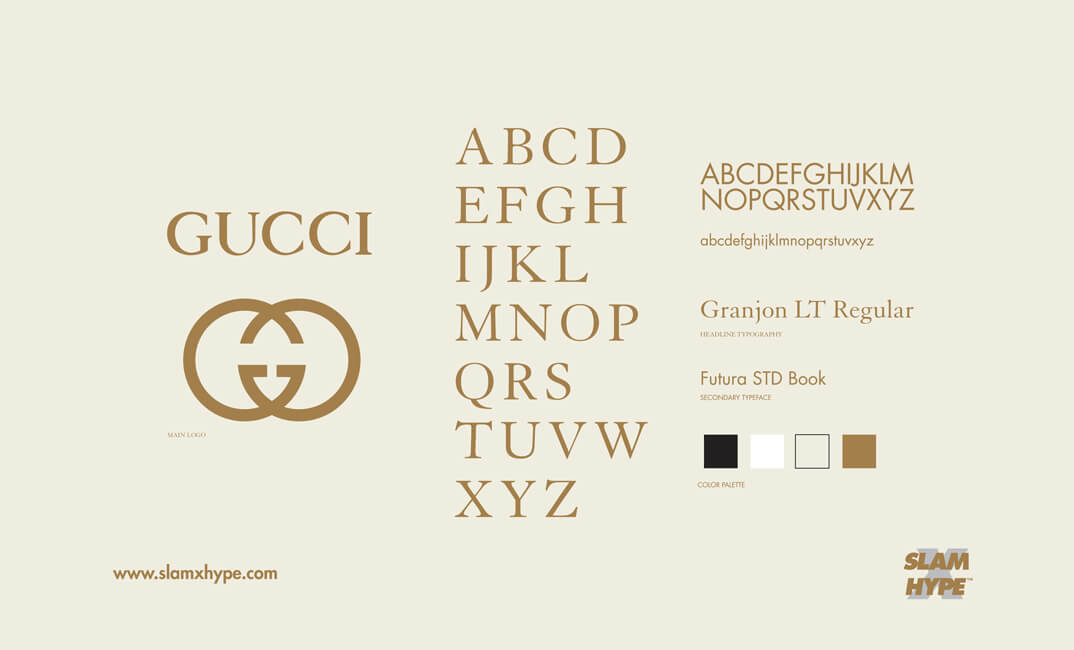 GUCCI
MAIN LOGO
ABCD
EFGH
IJKL
MNOP
QRS
TUVW
XYZ
ABCDEFGHIJKLM
NOPQRSTUVXYZ
abcdefghijklmnopqrstuvxyz
Granjon LT Regular
HEADLINE TYPOGRAPHY
Futura STD Book
SECONDARY TYPEFACE
COLOR PALETTE
www.slamxhype.com
SLAM
X
HYPE™